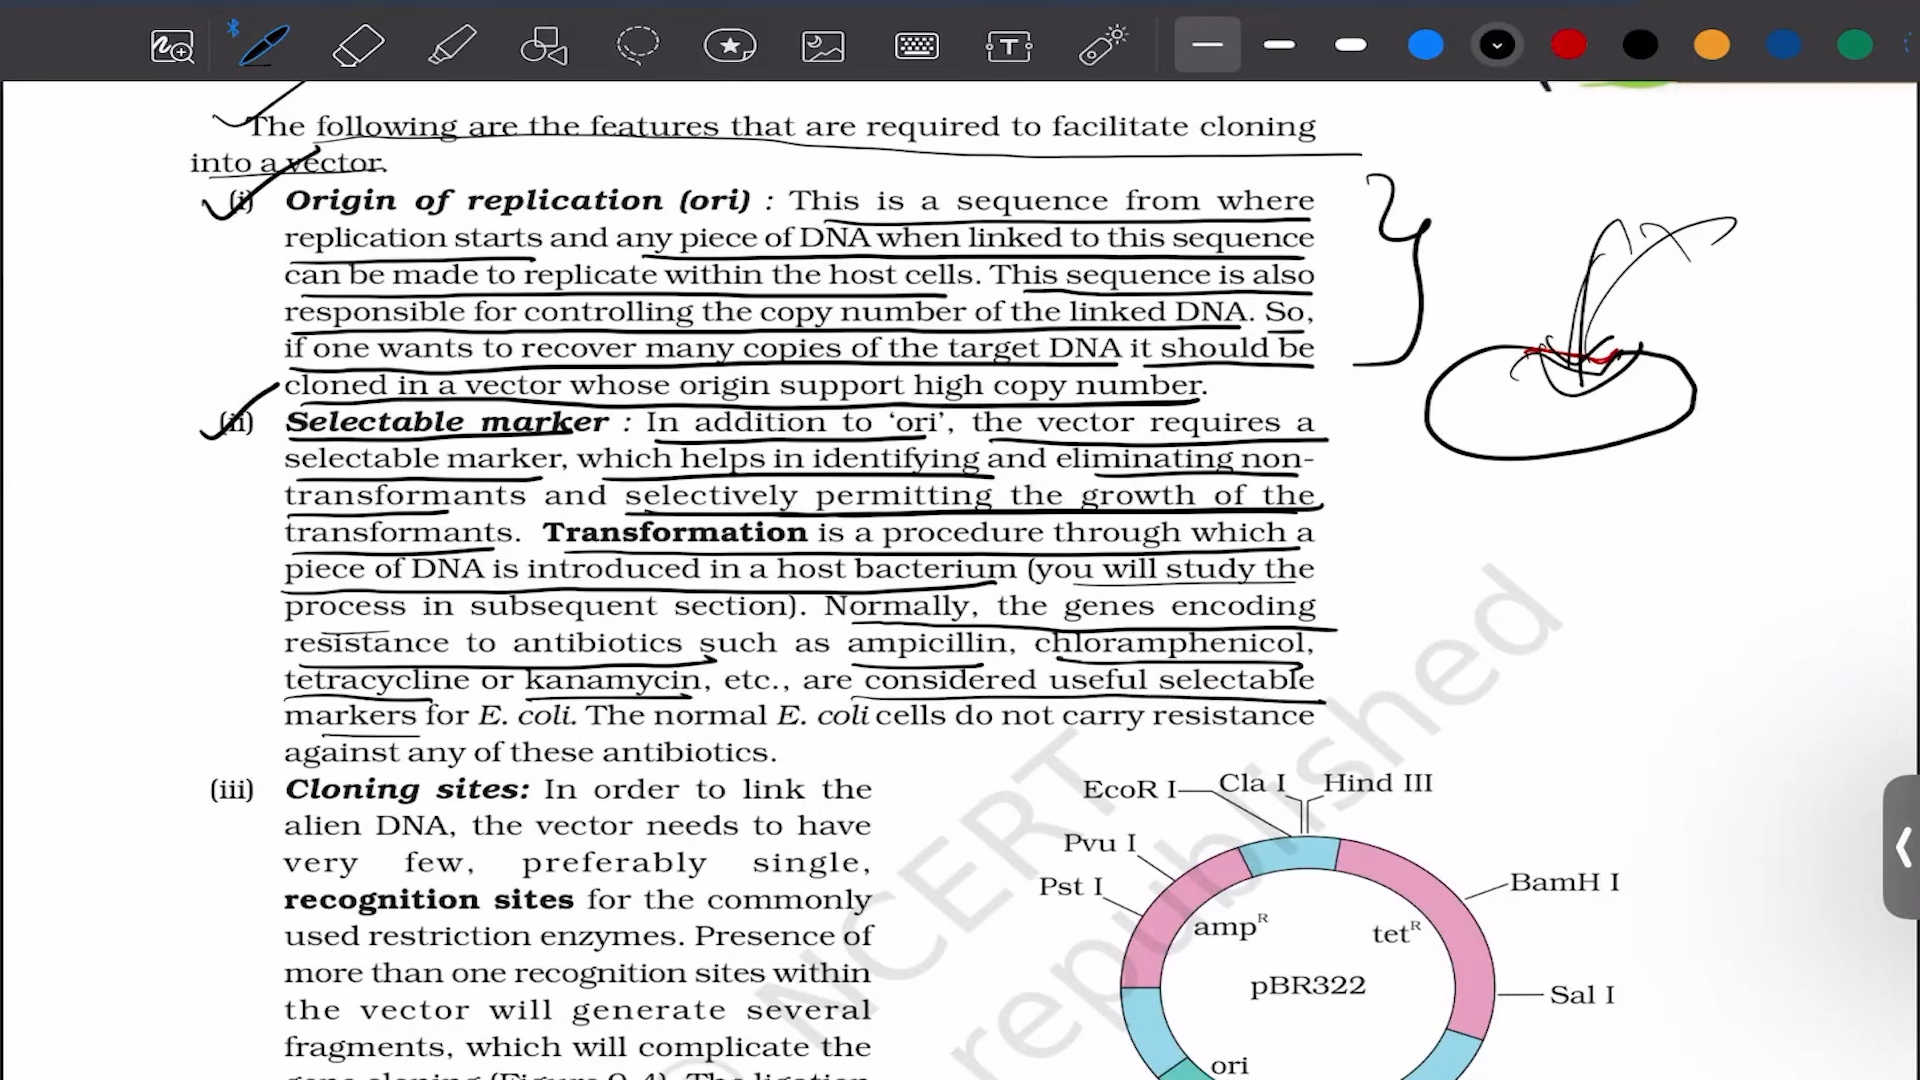 The following are the features that are required to facilitate cloning
into a vector.
(i) Origin of replication (ori) : This is a sequence from where
replication starts and any piece of DNA when linked to this sequence
can be made to replicate within the host cells. This sequence is also
responsible for controlling the copy number of the linked DNA. So,
if one wants to recover many copies of the target DNA it should be
cloned in a vector whose origin support high copy number.
(ii) Selectable marker : In addition to ‘ori’, the vector requires a
selectable marker, which helps in identifying and eliminating non-
transformants and selectively permitting the growth of the
transformants. Transformation is a procedure through which a
piece of DNA is introduced in a host bacterium (you will study the
process in subsequent section). Normally, the genes encoding
resistance to antibiotics such as ampicillin, chloramphenicol,
tetracycline or kanamycin, etc., are considered useful selectable
markers for E. coli. The normal E. coli cells do not carry resistance
against any of these antibiotics.
(iii) Cloning sites: In order to link the
alien DNA, the vector needs to have
very few, preferably single,
recognition sites for the commonly
used restriction enzymes. Presence of
more than one recognition sites within
the vector will generate several
fragments, which will complicate the
EcoR I
Cla I
Hind III
Pvu I
Pst I
BamH I
amp^R
tet^R
pBR322
Sal I
ori
© NCERT
republished